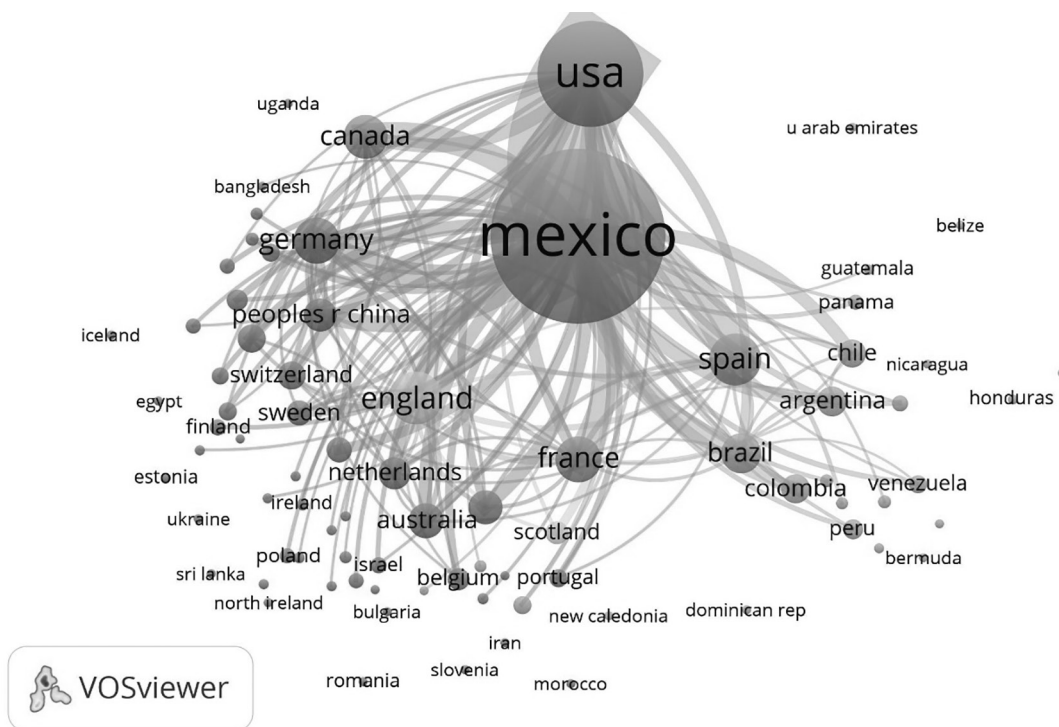 usa
uganda
canada
u arab emirates
bangladesh
mexico
germany
belize
guatemala
panama
peoples r china
iceland
spain
chile
nicaragua
switzerland
england
egypt
sweden
argentina
honduras
finland
france
brazil
netherlands
estonia
colombia
venezuela
ireland
ukraine
australia
scotland
peru
poland
israel
bermuda
sri lanka
belgium
portugal
north ireland
bulgaria
new caledonia
dominican rep
iran
slovenia
romania
morocco
VOSviewer